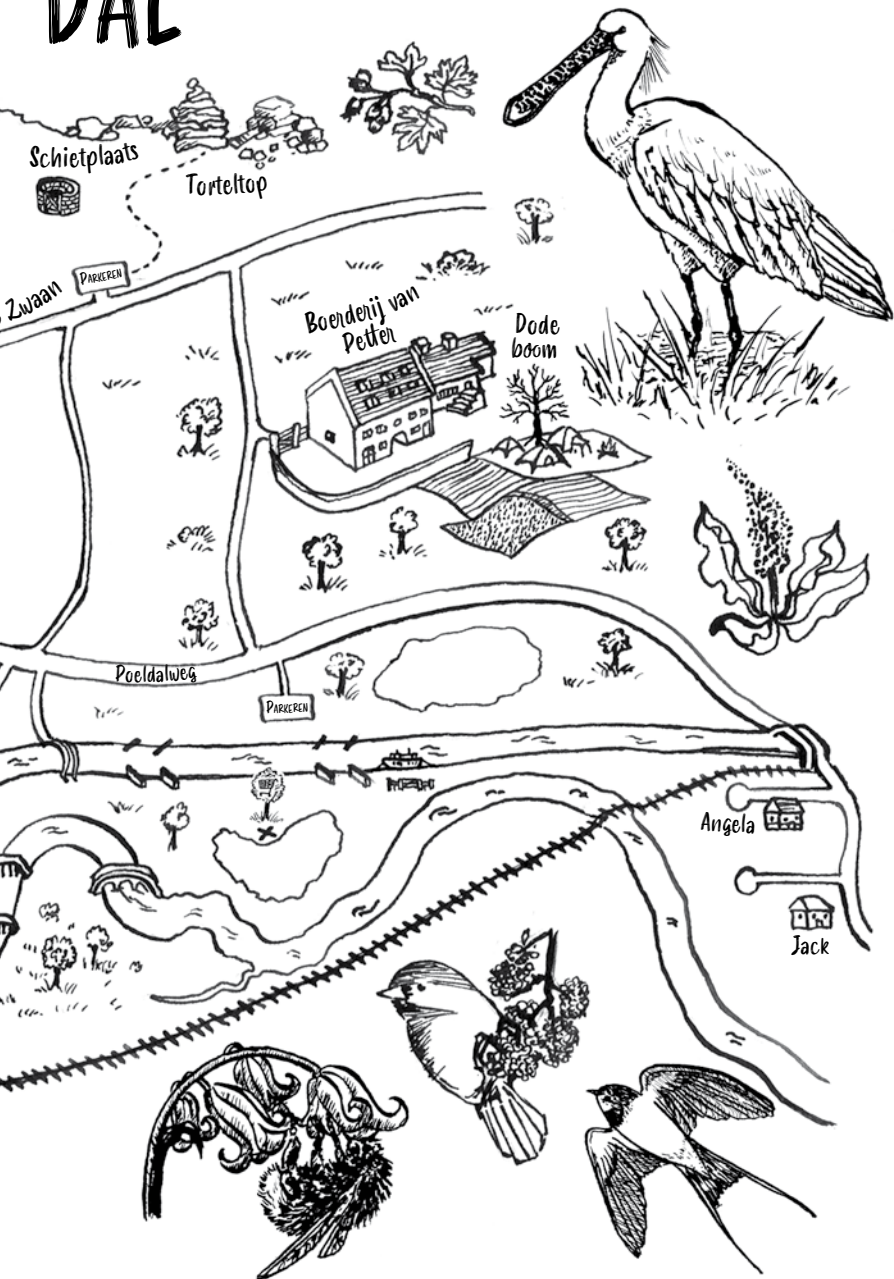 DAL
Schietplaats
Torteltop
PARKEREN
Zwaan
Boerderij van
Petter
Dode
boom
Poeldalweg
PARKEREN
Angela
Jack